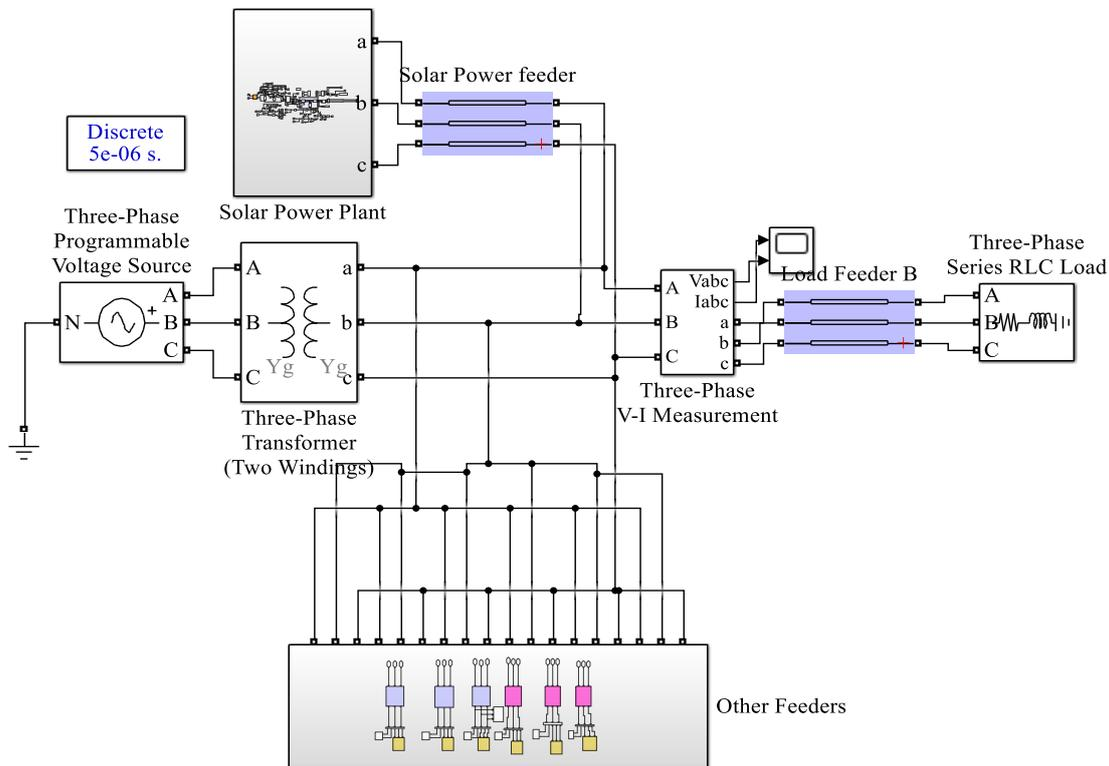 a
Solar Power feeder
b
c
Discrete
5e-06 s.
Solar Power Plant
Three-Phase
Programmable
Voltage Source
N
+
A
B
C
A
B
C
Yg
Yg
a
b
c
Three-Phase
Transformer
(Two Windings)
A
B
C
Vabc
Iabc
a
b
c
Three-Phase
V-I Measurement
Load Feeder B
Three-Phase
Series RLC Load
A
B
C
Other Feeders